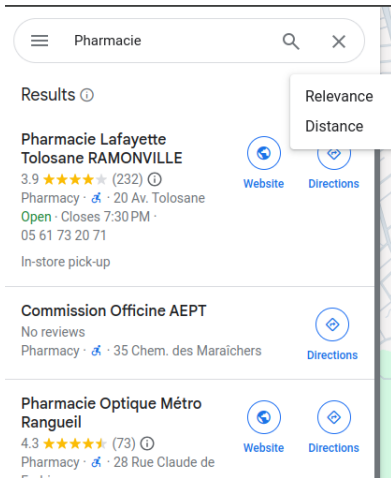 Pharmacie
Results
Relevance
Distance
Pharmacie Lafayette
Tolosane RAMONVILLE
3.9 (232)
Pharmacy · · 20 Av. Tolosane
Open · Closes 7:30 PM ·
05 61 73 20 71
In-store pick-up
Website
Directions
Commission Officine AEPT
No reviews
Pharmacy · · 35 Chem. des Maraîchers
Directions
Pharmacie Optique Métro
Rangueil
4.3 (73)
Pharmacy · · 28 Rue Claude de
Website
Directions